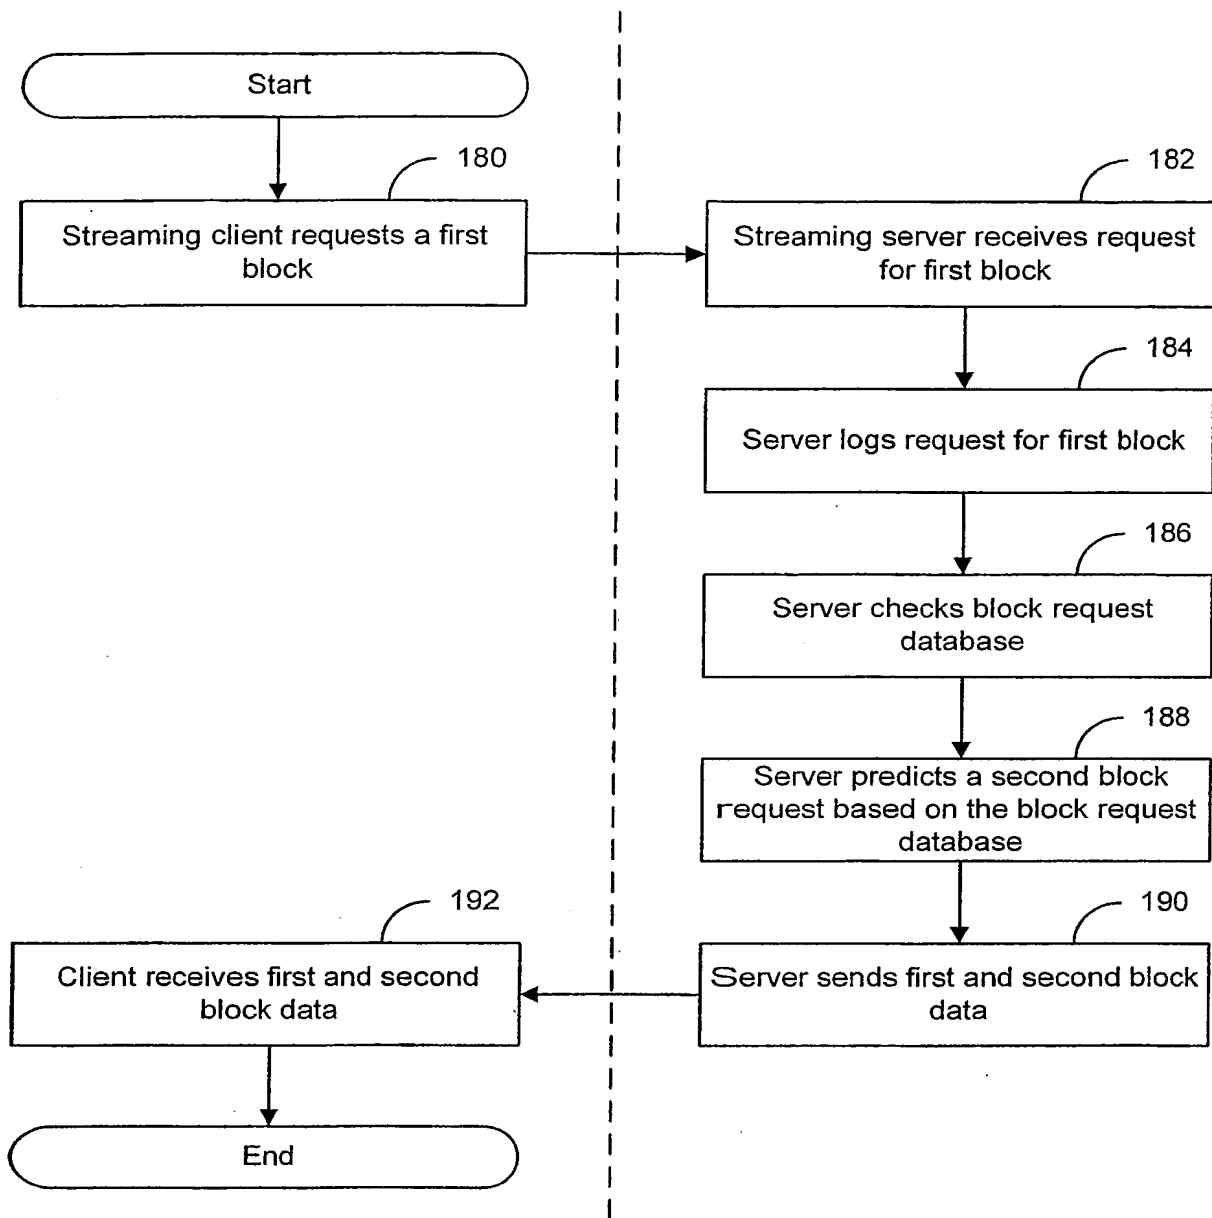 Start
180
Streaming client requests a first
block
182
Streaming server receives request
for first block
184
Server logs request for first block
186
Server checks block request
database
188
Server predicts a second block
request based on the block request
database
190
Server sends first and second block
data
192
Client receives first and second
block data
End